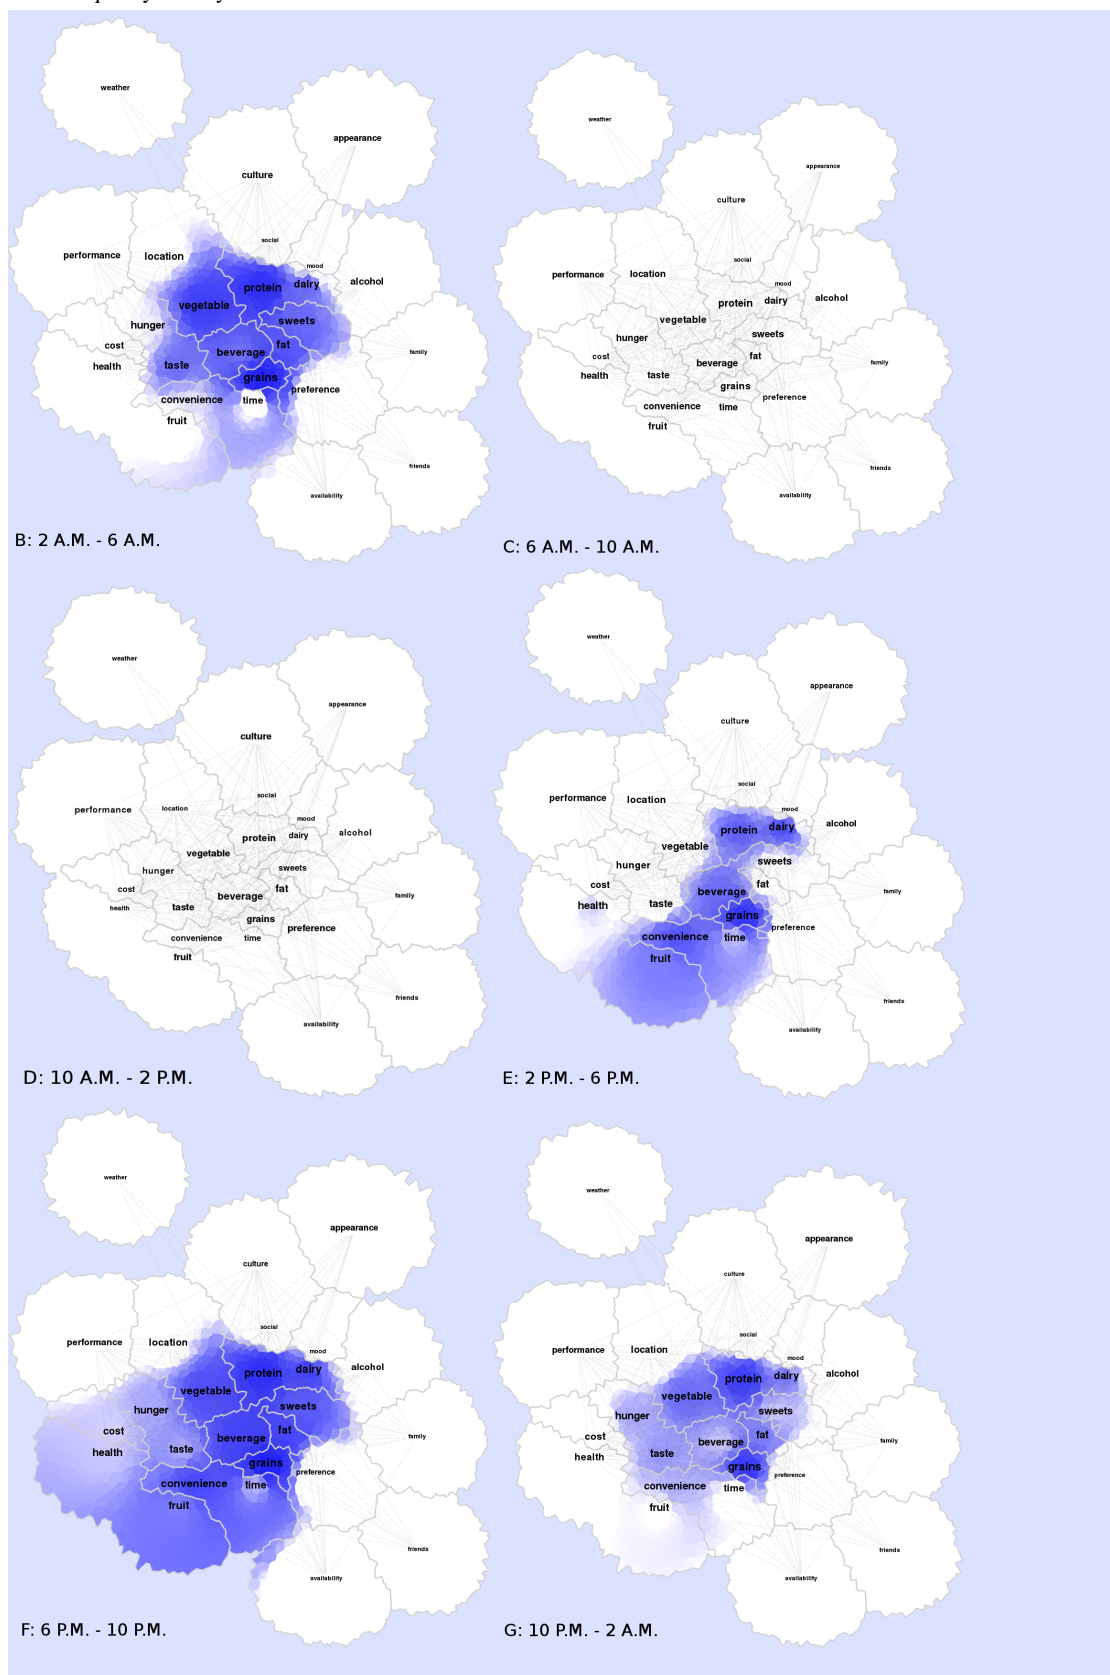 weather
appearance
culture
social
mood
performance
location
protein
dairy
alcohol
vegetable
sweets
hunger
cost
beverage
fat
family
health
taste
grains
preference
convenience
time
fruit
friends
availability
B: 2 A.M. - 6 A.M.
weather
appearance
culture
social
mood
performance
location
protein
dairy
alcohol
vegetable
sweets
hunger
cost
beverage
fat
family
health
taste
grains
preference
convenience
time
fruit
friends
availability
C: 6 A.M. - 10 A.M.
weather
appearance
culture
social
mood
performance
location
protein
dairy
alcohol
vegetable
sweets
hunger
cost
beverage
fat
family
health
taste
grains
preference
convenience
time
fruit
friends
availability
D: 10 A.M. - 2 P.M.
weather
appearance
culture
social
mood
performance
location
protein
dairy
alcohol
vegetable
sweets
hunger
cost
beverage
fat
family
health
taste
grains
preference
convenience
time
fruit
friends
availability
E: 2 P.M. - 6 P.M.
weather
appearance
culture
social
mood
performance
location
protein
dairy
alcohol
vegetable
sweets
hunger
cost
beverage
fat
family
health
taste
grains
preference
convenience
time
fruit
friends
availability
F: 6 P.M. - 10 P.M.
weather
appearance
culture
social
mood
performance
location
protein
dairy
alcohol
vegetable
sweets
hunger
cost
beverage
fat
family
health
taste
grains
preference
convenience
time
fruit
friends
availability
G: 10 P.M. - 2 A.M.